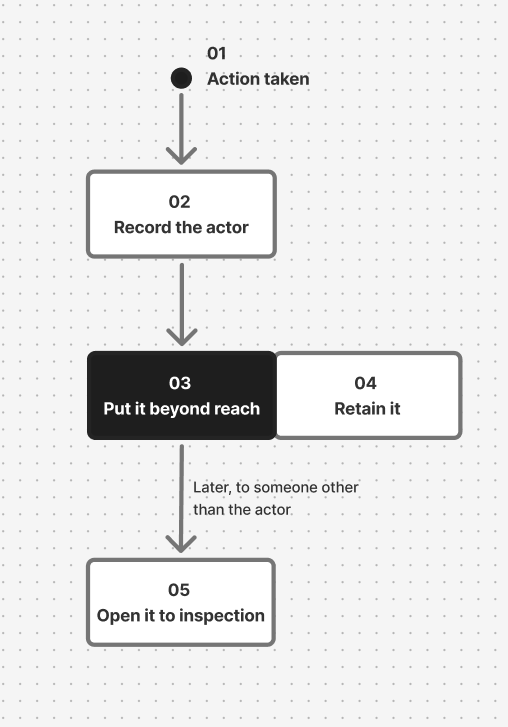 01
Action taken
02
Record the actor
03
Put it beyond reach
04
Retain it
Later, to someone other
than the actor
05
Open it to inspection